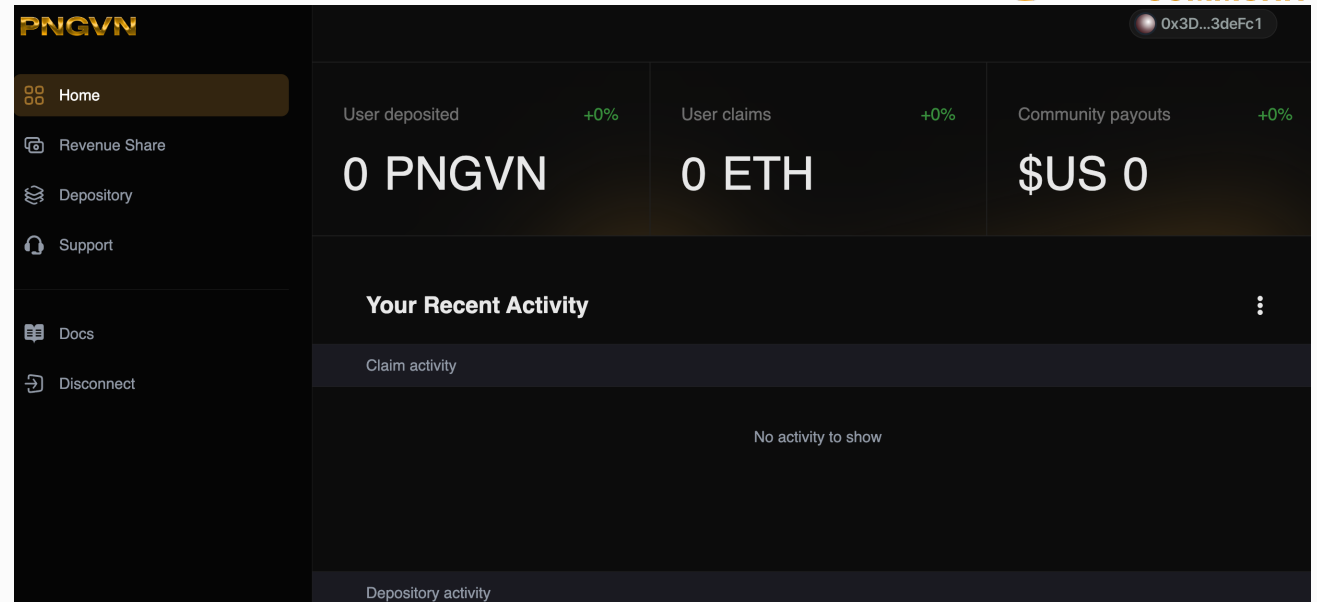 PNGVN
0x3D...3deFc1
Home
Revenue Share
Depository
Support
Docs
Disconnect
User deposited +0%
0 PNGVN
User claims +0%
0 ETH
Community payouts +0%
$US 0
Your Recent Activity
Claim activity
No activity to show
Depository activity